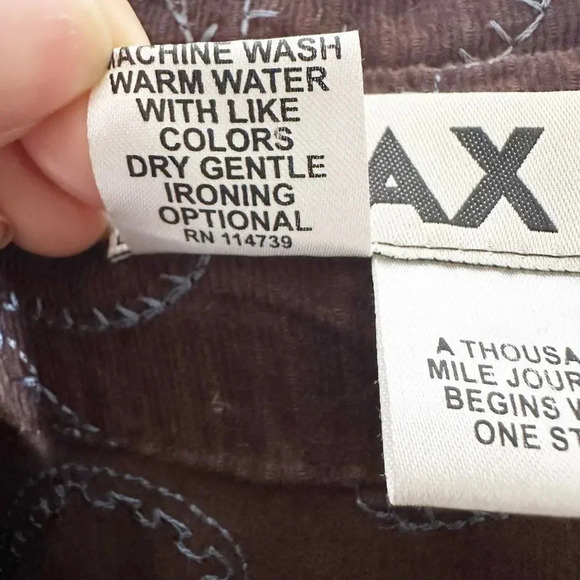 MACHINE WASH
WARM WATER
WITH LIKE
COLORS
DRY GENTLE
IRONING
OPTIONAL
RN 114739
AX
A THOUSA
MILE JOUR
BEGINS W
ONE ST